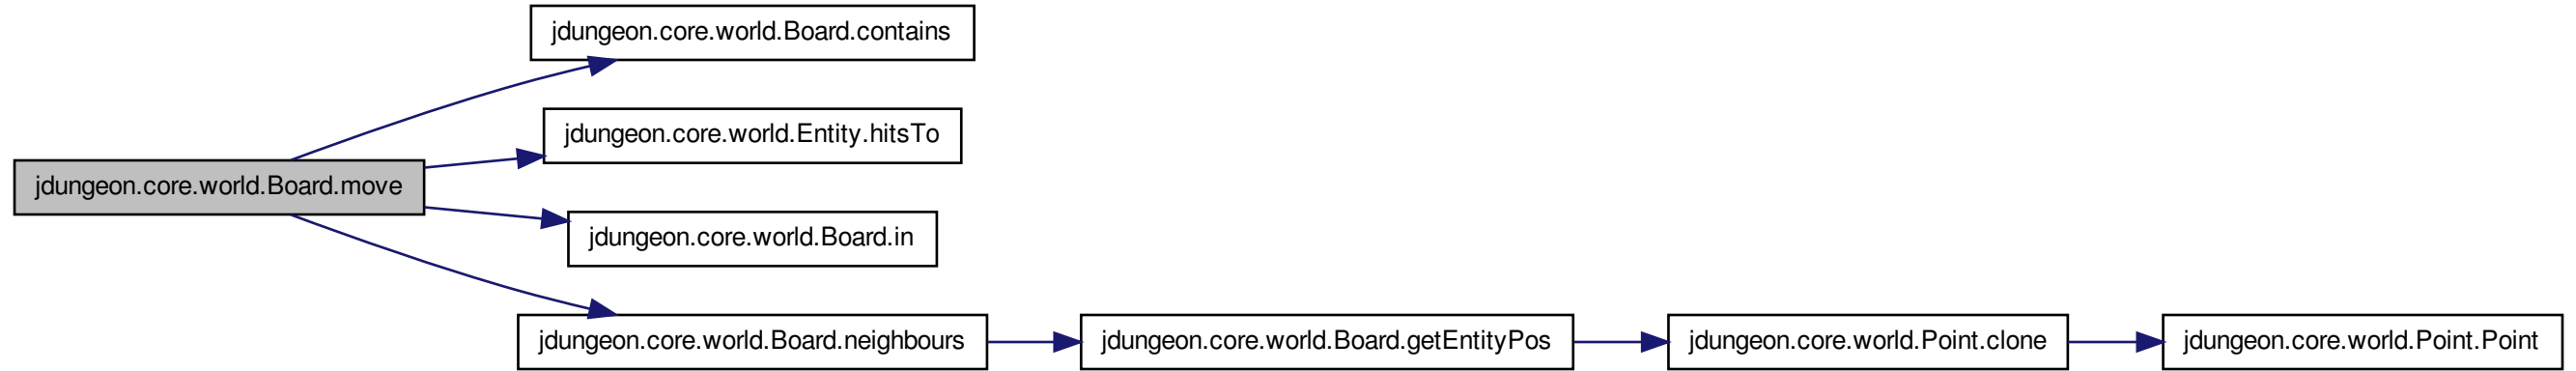 jdungeon.core.world.Board.contains
jdungeon.core.world.Entity.hitsTo
jdungeon.core.world.Board.move
jdungeon.core.world.Board.in
jdungeon.core.world.Board.neighbours
jdungeon.core.world.Board.getEntityPos
jdungeon.core.world.Point.clone
jdungeon.core.world.Point.Point